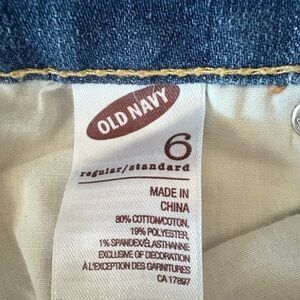 OLD NAVY
6
regular/standard
MADE IN
CHINA
80% COTTON/COTON,
19% POLYESTER,
1% SPANDEX/ÉLASTHANNE
EXCLUSIVE OF DECORATION
À L'EXCEPTION DES GARNITURES
CA 17897